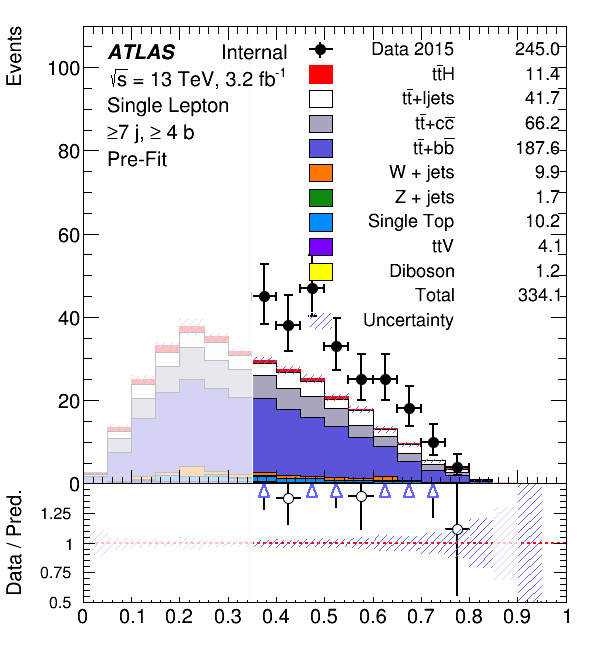 Events
ATLAS Internal
√s = 13 TeV, 3.2 fb⁻¹
Single Lepton
≥7 j, ≥ 4 b
Pre-Fit
Data 2015 245.0
tt̄H 11.4
tt̄+ljets 41.7
tt̄+cc̄ 66.2
tt̄+bb̄ 187.6
W + jets 9.9
Z + jets 1.7
Single Top 10.2
ttV 4.1
Diboson 1.2
Total 334.1
Uncertainty
100
80
60
40
20
0
Data / Pred.
1.25
1
0.75
0.5
0 0.1 0.2 0.3 0.4 0.5 0.6 0.7 0.8 0.9 1